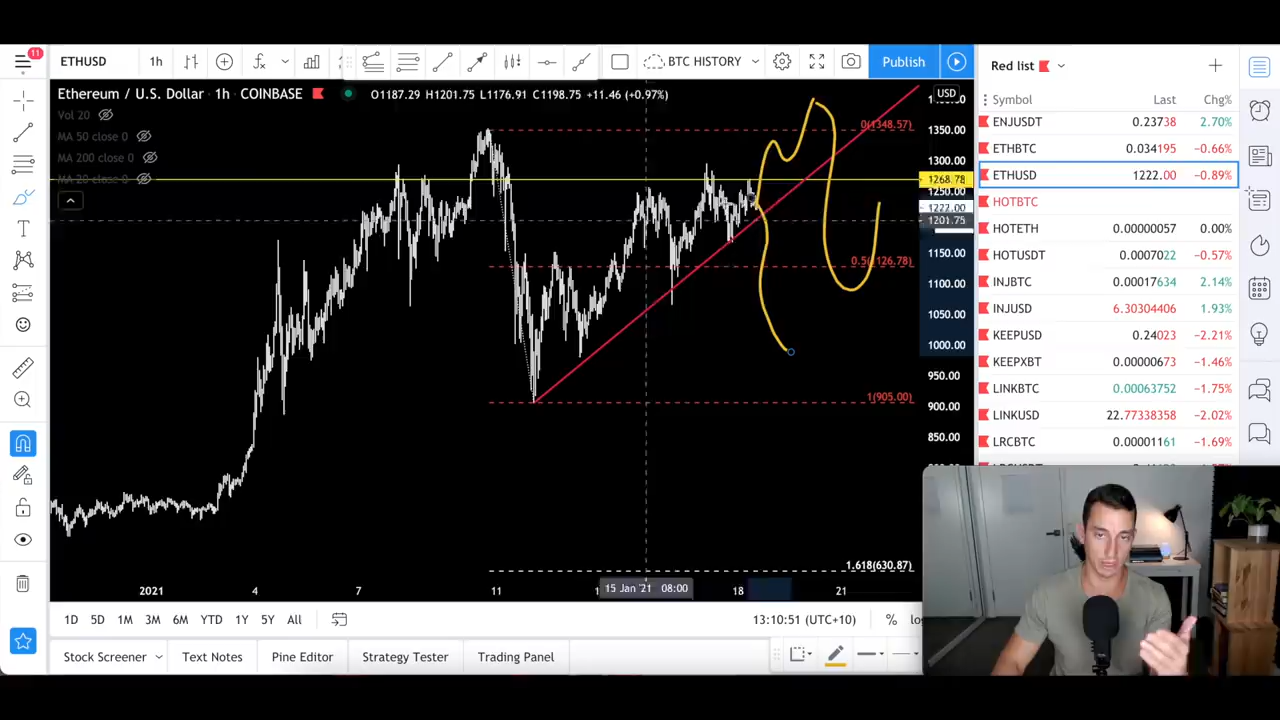 11
ETHUSD
1h
BTC HISTORY
Publish
Red list
Ethereum / U.S. Dollar · 1h · COINBASE
O1187.29 H1201.75 L1176.91 C1198.75 +11.46 (+0.97%)
USD
Vol 20
MA 50 close 0
MA 200 close 0
0(1348.57)
0.5(1126.78)
1(905.00)
1.618(630.87)
1350.00
1300.00
1268.78
1250.00
1222.00
1201.75
1150.00
1100.00
1050.00
1000.00
950.00
900.00
850.00
2021
4
7
11
15 Jan '21 08:00
18
21
Symbol Last Chg%
ENJUSDT 0.23738 2.70%
ETHBTC 0.034195 −0.66%
ETHUSD 1222.00 −0.89%
HOTBTC
HOTETH 0.00000057 0.00%
HOTUSDT 0.0007022 −0.57%
INJBTC 0.00017634 2.14%
INJUSD 6.30304406 1.93%
KEEPUSD 0.24023 −2.21%
KEEPXBT 0.00000673 −1.46%
LINKBTC 0.00063752 −1.75%
LINKUSD 22.77338358 −2.02%
LRCBTC 0.00001161 −1.69%
1D 5D 1M 3M 6M YTD 1Y 5Y All
13:10:51 (UTC+10)
%
Stock Screener
Text Notes
Pine Editor
Strategy Tester
Trading Panel